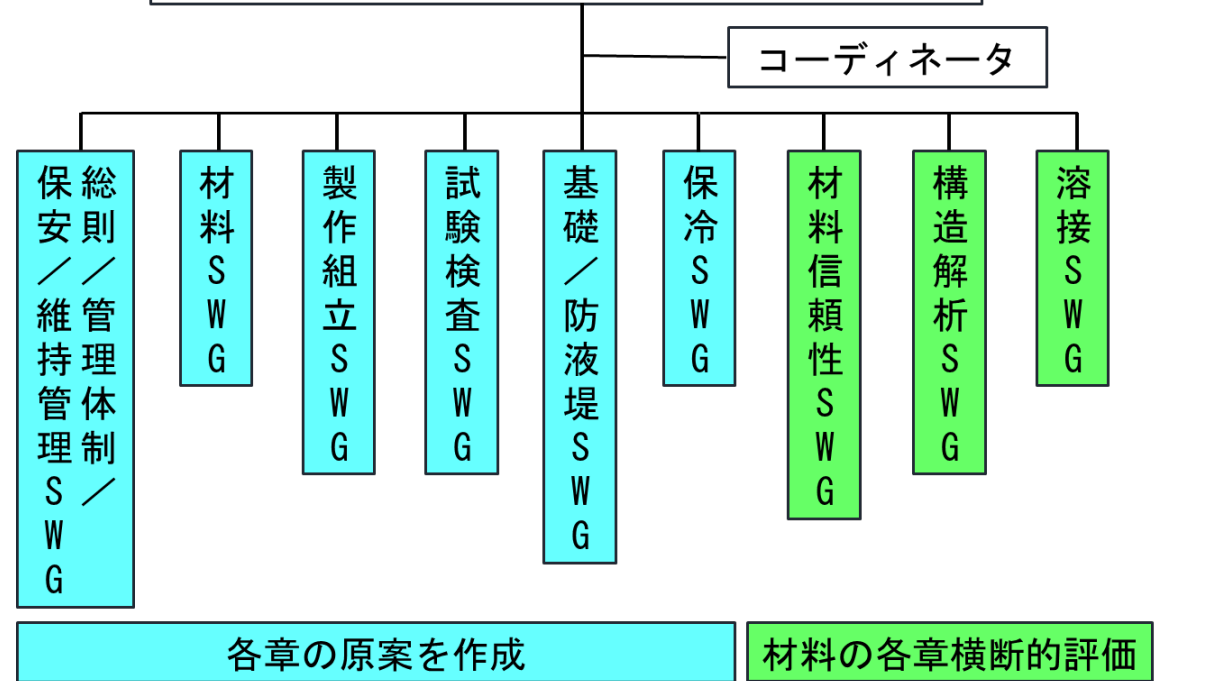 コーディネータ
総則／管理体制／
保安／維持管理SWG
材料SWG
製作組立SWG
試験検査SWG
基礎／防液堤SWG
保冷SWG
材料信頼性SWG
構造解析SWG
溶接SWG
各章の原案を作成
材料の各章横断的評価